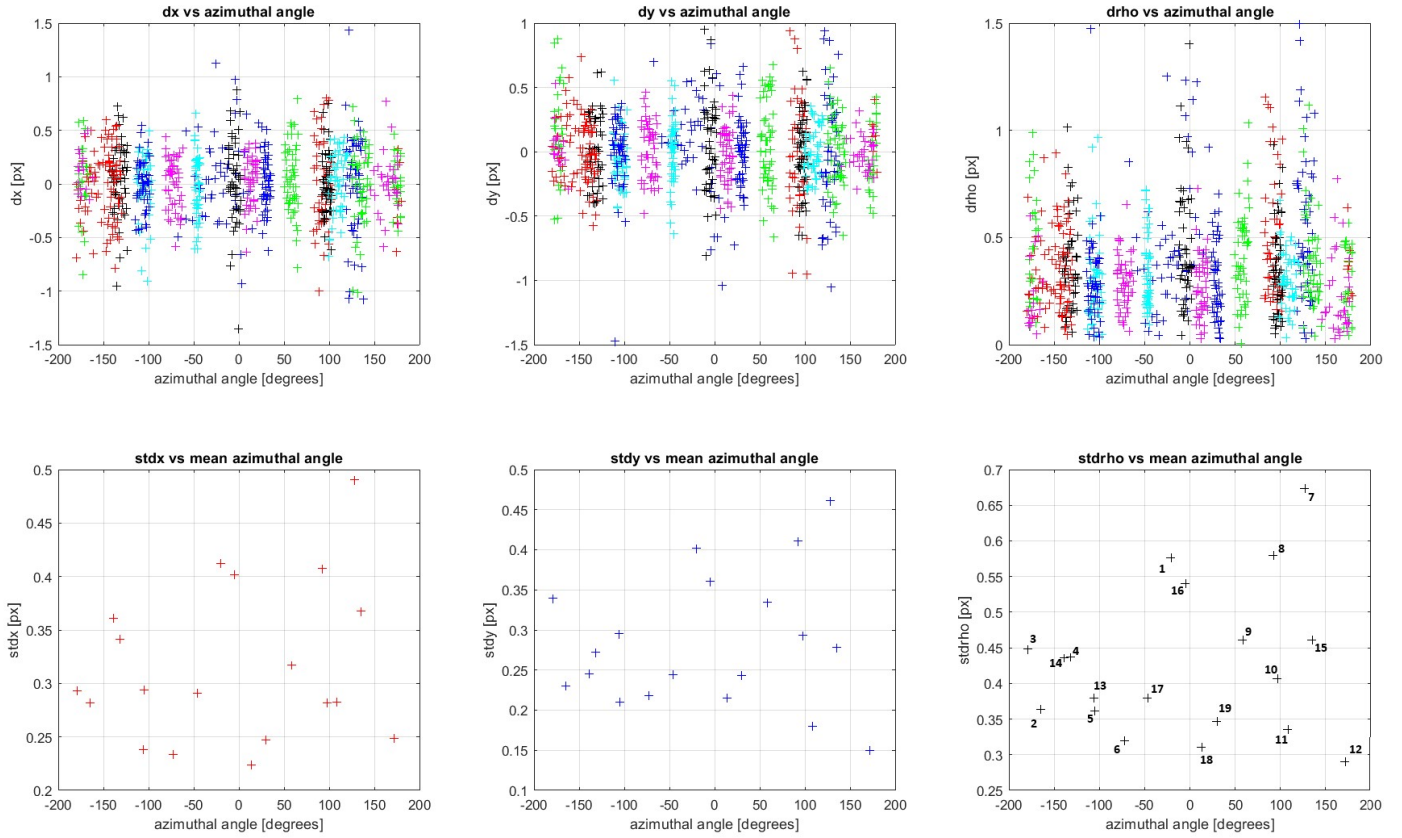 dx vs azimuthal angle
dx [px]
1.5
1
0.5
0
-0.5
-1
-1.5
-200 -150 -100 -50 0 50 100 150 200
azimuthal angle [degrees]
dy vs azimuthal angle
dy [px]
1
0.5
0
-0.5
-1
-1.5
-200 -150 -100 -50 0 50 100 150 200
azimuthal angle [degrees]
drho vs azimuthal angle
drho [px]
1.5
1
0.5
0
-200 -150 -100 -50 0 50 100 150 200
azimuthal angle [degrees]
stdx vs mean azimuthal angle
stdx [px]
0.5
0.45
0.4
0.35
0.3
0.25
0.2
-200 -150 -100 -50 0 50 100 150 200
azimuthal angle [degrees]
stdy vs mean azimuthal angle
stdy [px]
0.5
0.45
0.4
0.35
0.3
0.25
0.2
0.15
0.1
-200 -150 -100 -50 0 50 100 150 200
azimuthal angle [degrees]
stdrho vs mean azimuthal angle
stdrho [px]
0.7
0.65
0.6
0.55
0.5
0.45
0.4
0.35
0.3
0.25
7
8
1
16
9
3
4
14
15
10
13
17
2
5
19
11
6
18
12
-200 -150 -100 -50 0 50 100 150 200
azimuthal angle [degrees]